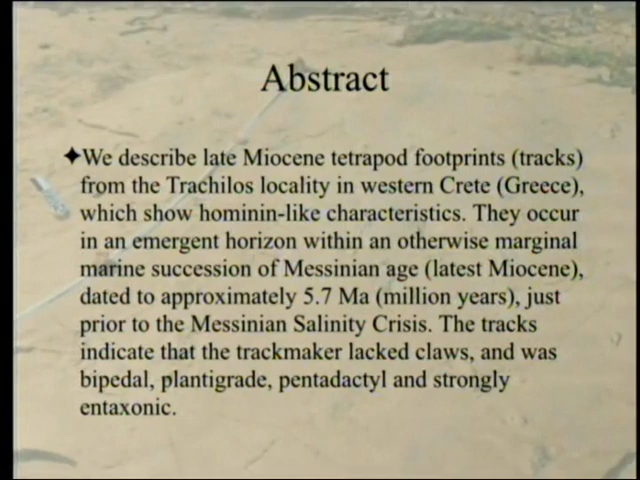 Abstract
✦We describe late Miocene tetrapod footprints (tracks)
from the Trachilos locality in western Crete (Greece),
which show hominin-like characteristics. They occur
in an emergent horizon within an otherwise marginal
marine succession of Messinian age (latest Miocene),
dated to approximately 5.7 Ma (million years), just
prior to the Messinian Salinity Crisis. The tracks
indicate that the trackmaker lacked claws, and was
bipedal, plantigrade, pentadactyl and strongly
entaxonic.